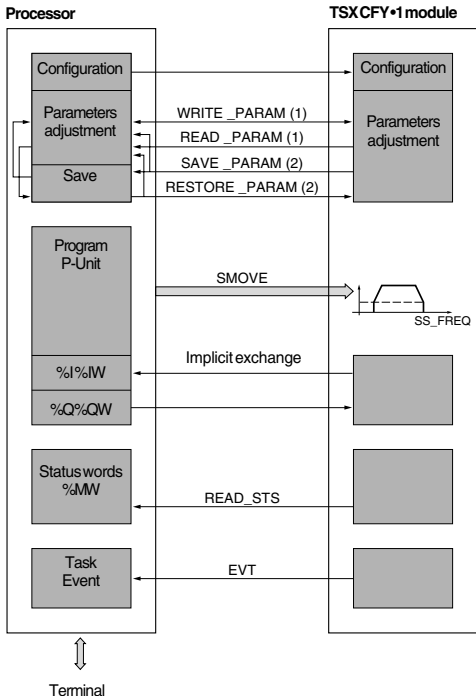 Processor
TSX CFY•1 module
Configuration
Configuration
Parameters
adjustment
WRITE _PARAM (1)
READ _PARAM (1)
SAVE _PARAM (2)
RESTORE _PARAM (2)
Parameters
adjustment
Save
Program
P-Unit
SMOVE
SS_FREQ
%I%IW
Implicit exchange
%Q%QW
Status words
%MW
READ_STS
Task
Event
EVT
Terminal